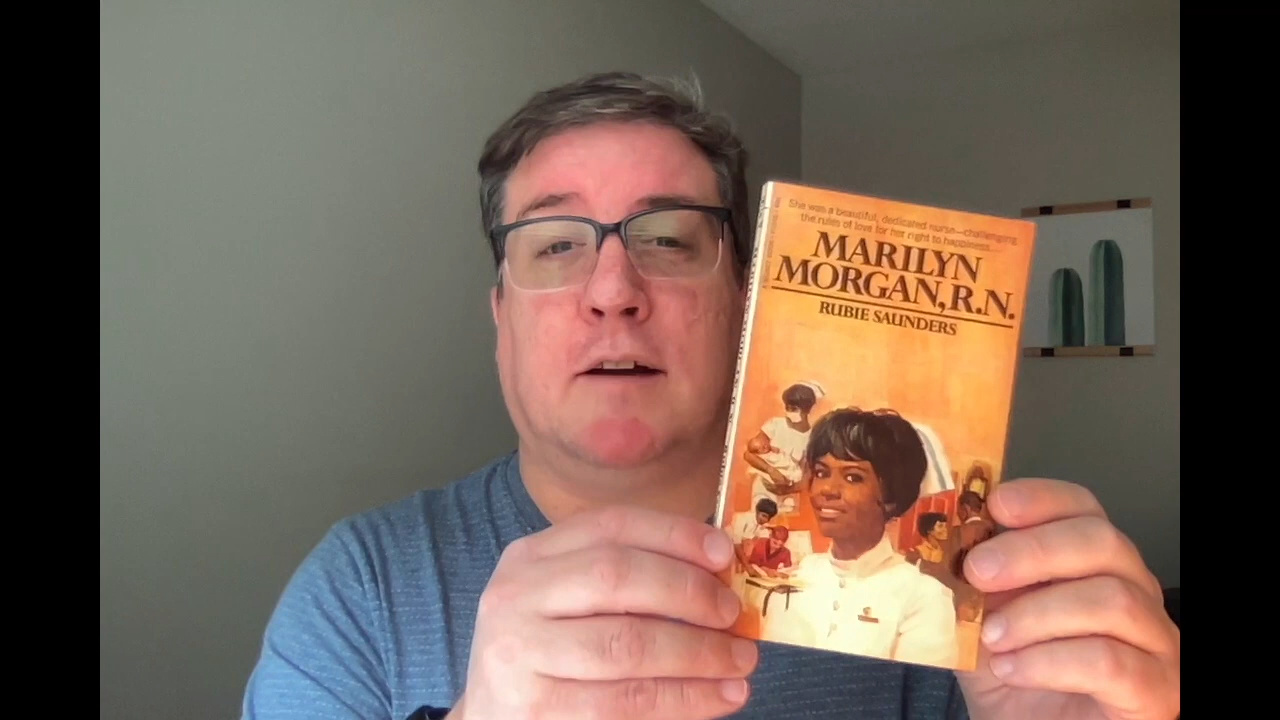 She was a beautiful, dedicated nurse—challenging
the rules of love for her right to happiness...
MARILYN
MORGAN, R.N.
RUBIE SAUNDERS